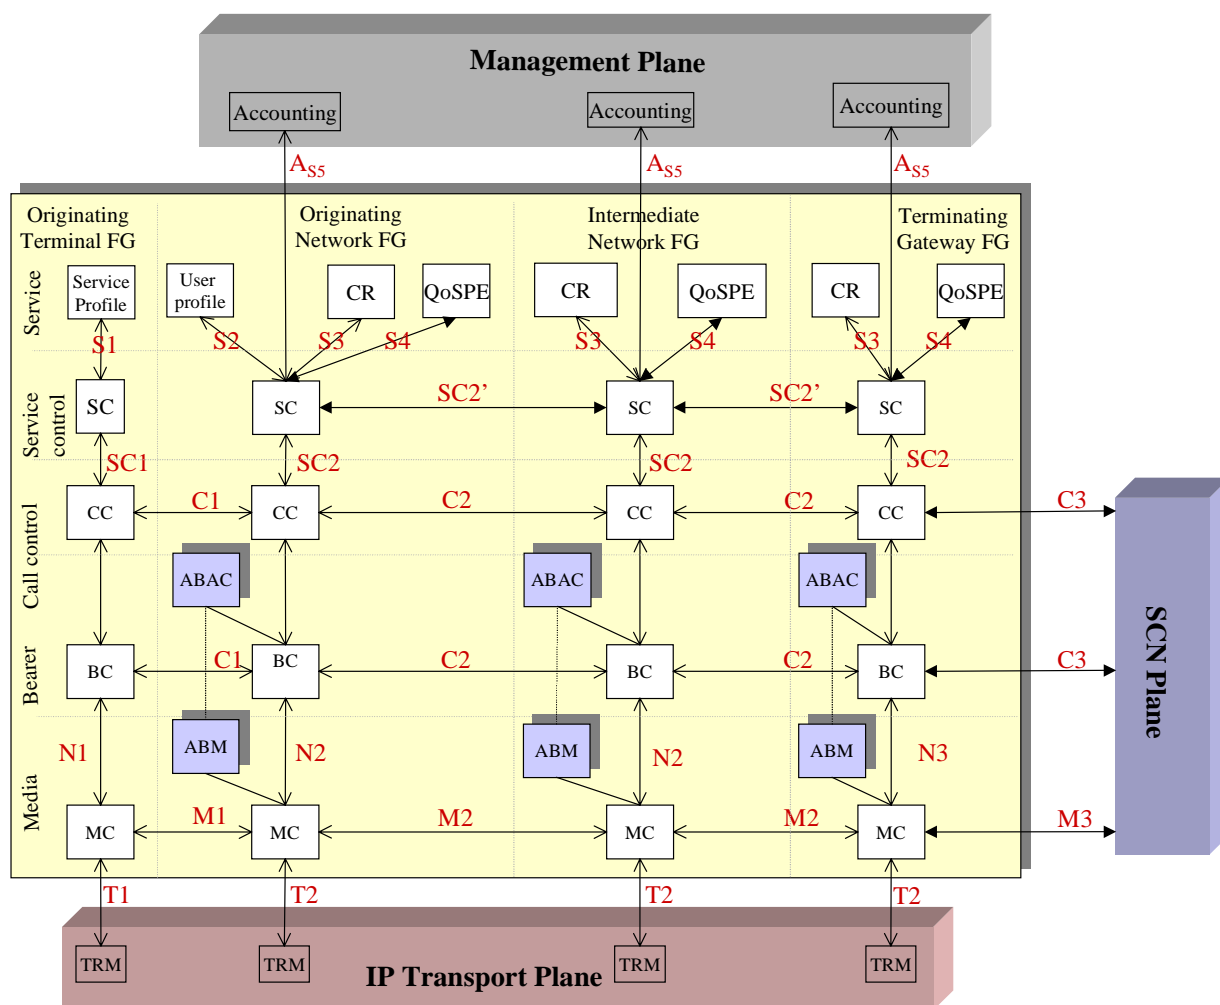 Management Plane
Accounting
Accounting
Accounting
A_S5
A_S5
A_S5
Originating
Terminal FG
Originating
Network FG
Intermediate
Network FG
Terminating
Gateway FG
Service
Service
Profile
User
profile
CR
QoSPE
CR
QoSPE
CR
QoSPE
S1
S2
S3
S4
S3
S4
S3
S4
Service
control
SC
SC
SC2’
SC
SC2’
SC
SC1
SC2
SC2
SC2
Call control
CC
C1
CC
C2
CC
C2
CC
C3
ABAC
ABAC
ABAC
Bearer
BC
C1
BC
C2
BC
C2
BC
C3
SCN Plane
N1
ABM
N2
ABM
N2
ABM
N3
Media
MC
M1
MC
M2
MC
M2
MC
M3
T1
T2
T2
T2
TRM
TRM
IP Transport Plane
TRM
TRM